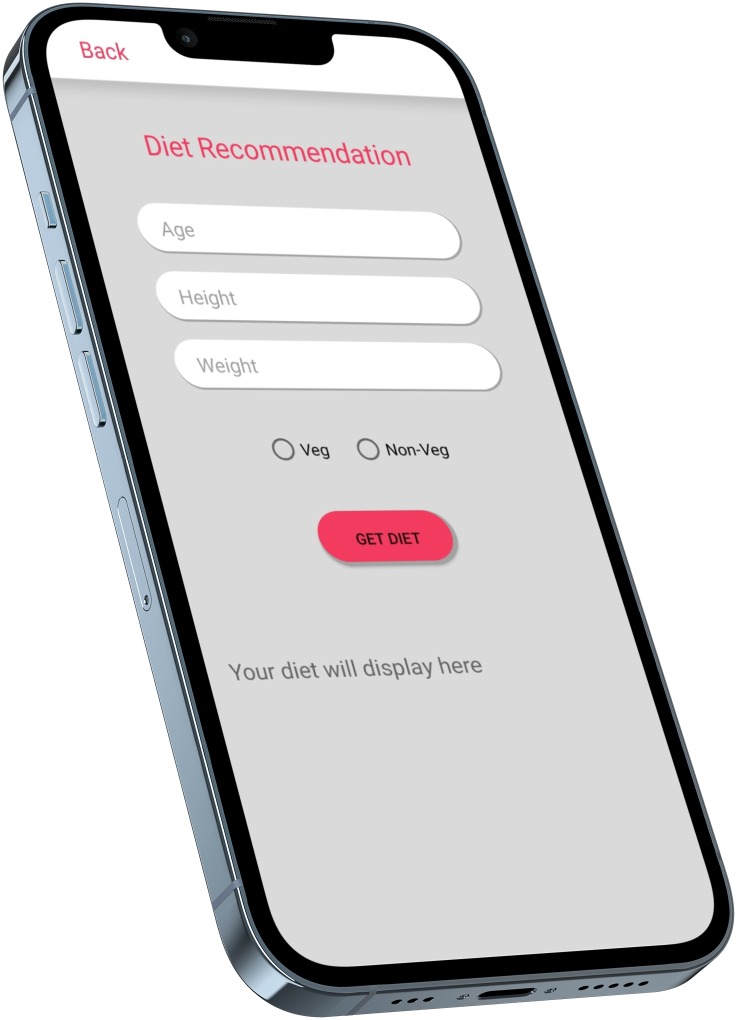 Back
Diet Recommendation
Age
Height
Weight
Veg Non-Veg
GET DIET
Your diet will display here